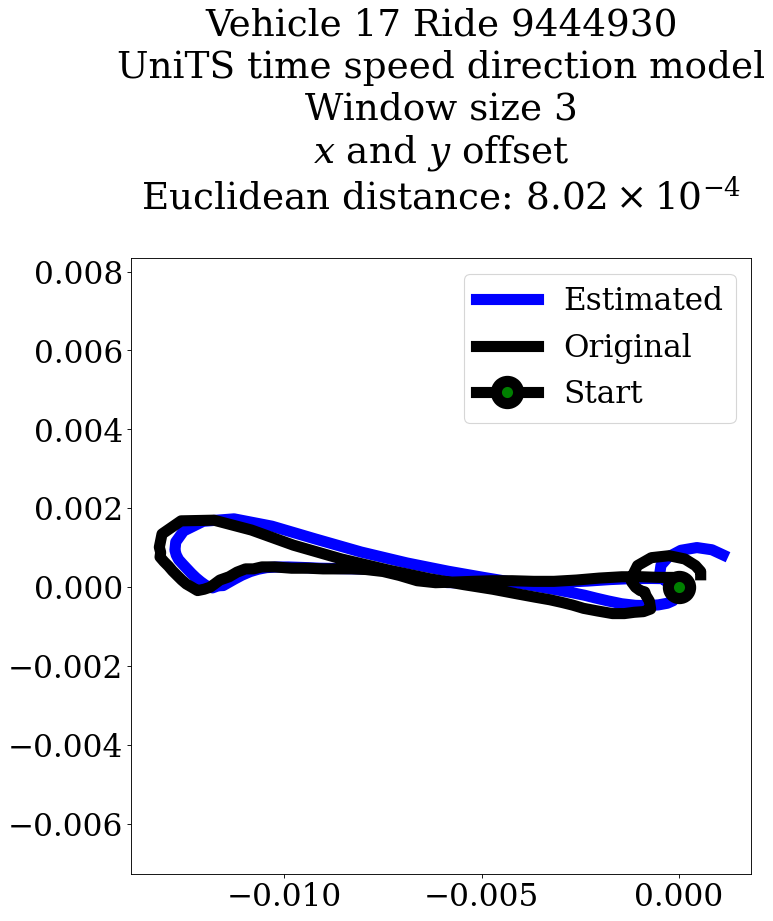 Vehicle 17 Ride 9444930
UniTS time speed direction model
Window size 3
x and y offset
Euclidean distance: 8.02 × 10⁻⁴
0.008
Estimated
0.006
Original
Start
0.004
0.002
0.000
−0.002
−0.004
−0.006
−0.010
−0.005
0.000